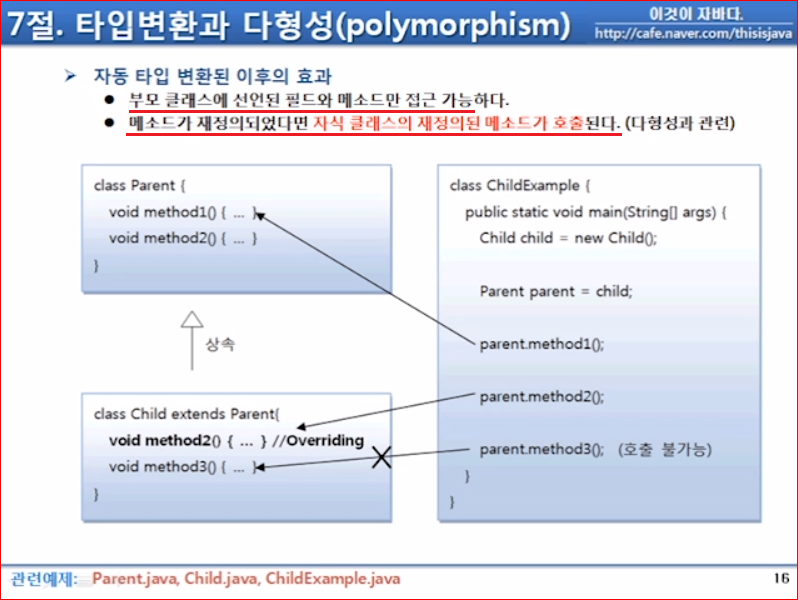 7절. 타입변환과 다형성(polymorphism)
이것이 자바다.
http://cafe.naver.com/thisisjava
자동 타입 변환된 이후의 효과
부모 클래스에 선언된 필드와 메소드만 접근 가능하다.
메소드가 재정의되었다면 자식 클래스의 재정의된 메소드가 호출된다. (다형성과 관련)
class Parent {
void method1() { ... }
void method2() { ... }
}
상속
class Child extends Parent{
void method2() { ... } //Overriding
void method3() { ... }
}
class ChildExample {
public static void main(String[] args) {
Child child = new Child();
Parent parent = child;
parent.method1();
parent.method2();
parent.method3(); (호출 불가능)
}
}
관련예제: Parent.java, Child.java, ChildExample.java
16